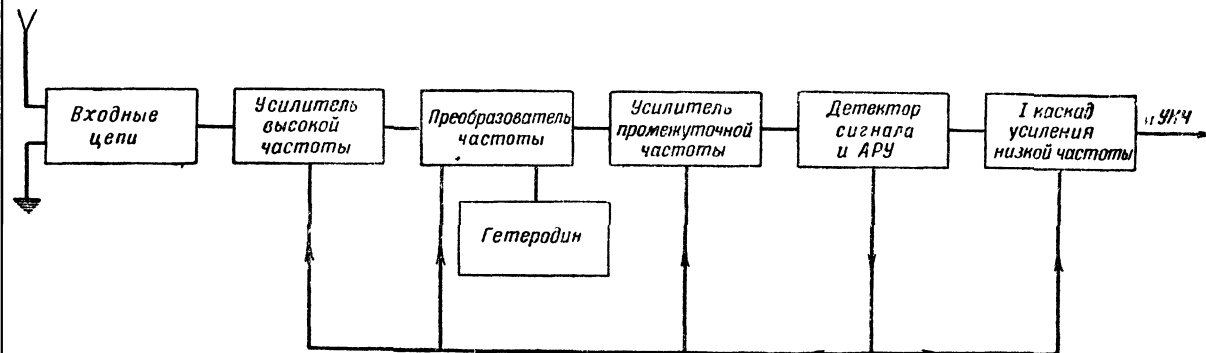 Входные
цепи
Усилитель
высокой
частоты
Преобразователь
частоты
Гетеродин
Усилитель
промежуточной
частоты
Детектор
сигнала
и АРУ
I каскад
усиления
низкой частоты